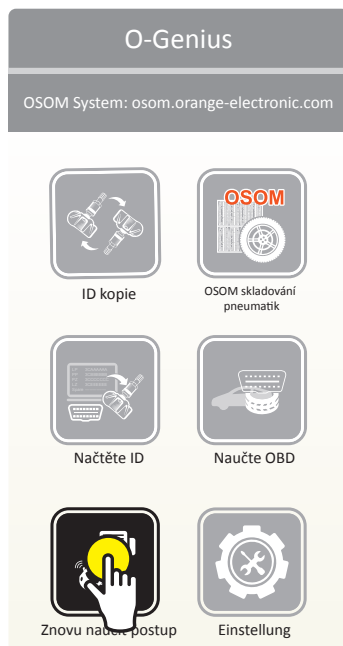 O-Genius
OSOM System: osom.orange-electronic.com
OSOM
ID kopie
OSOM skladování
pneumatik
Načtěte ID
Naučte OBD
Znovu naučit postup
Einstellung